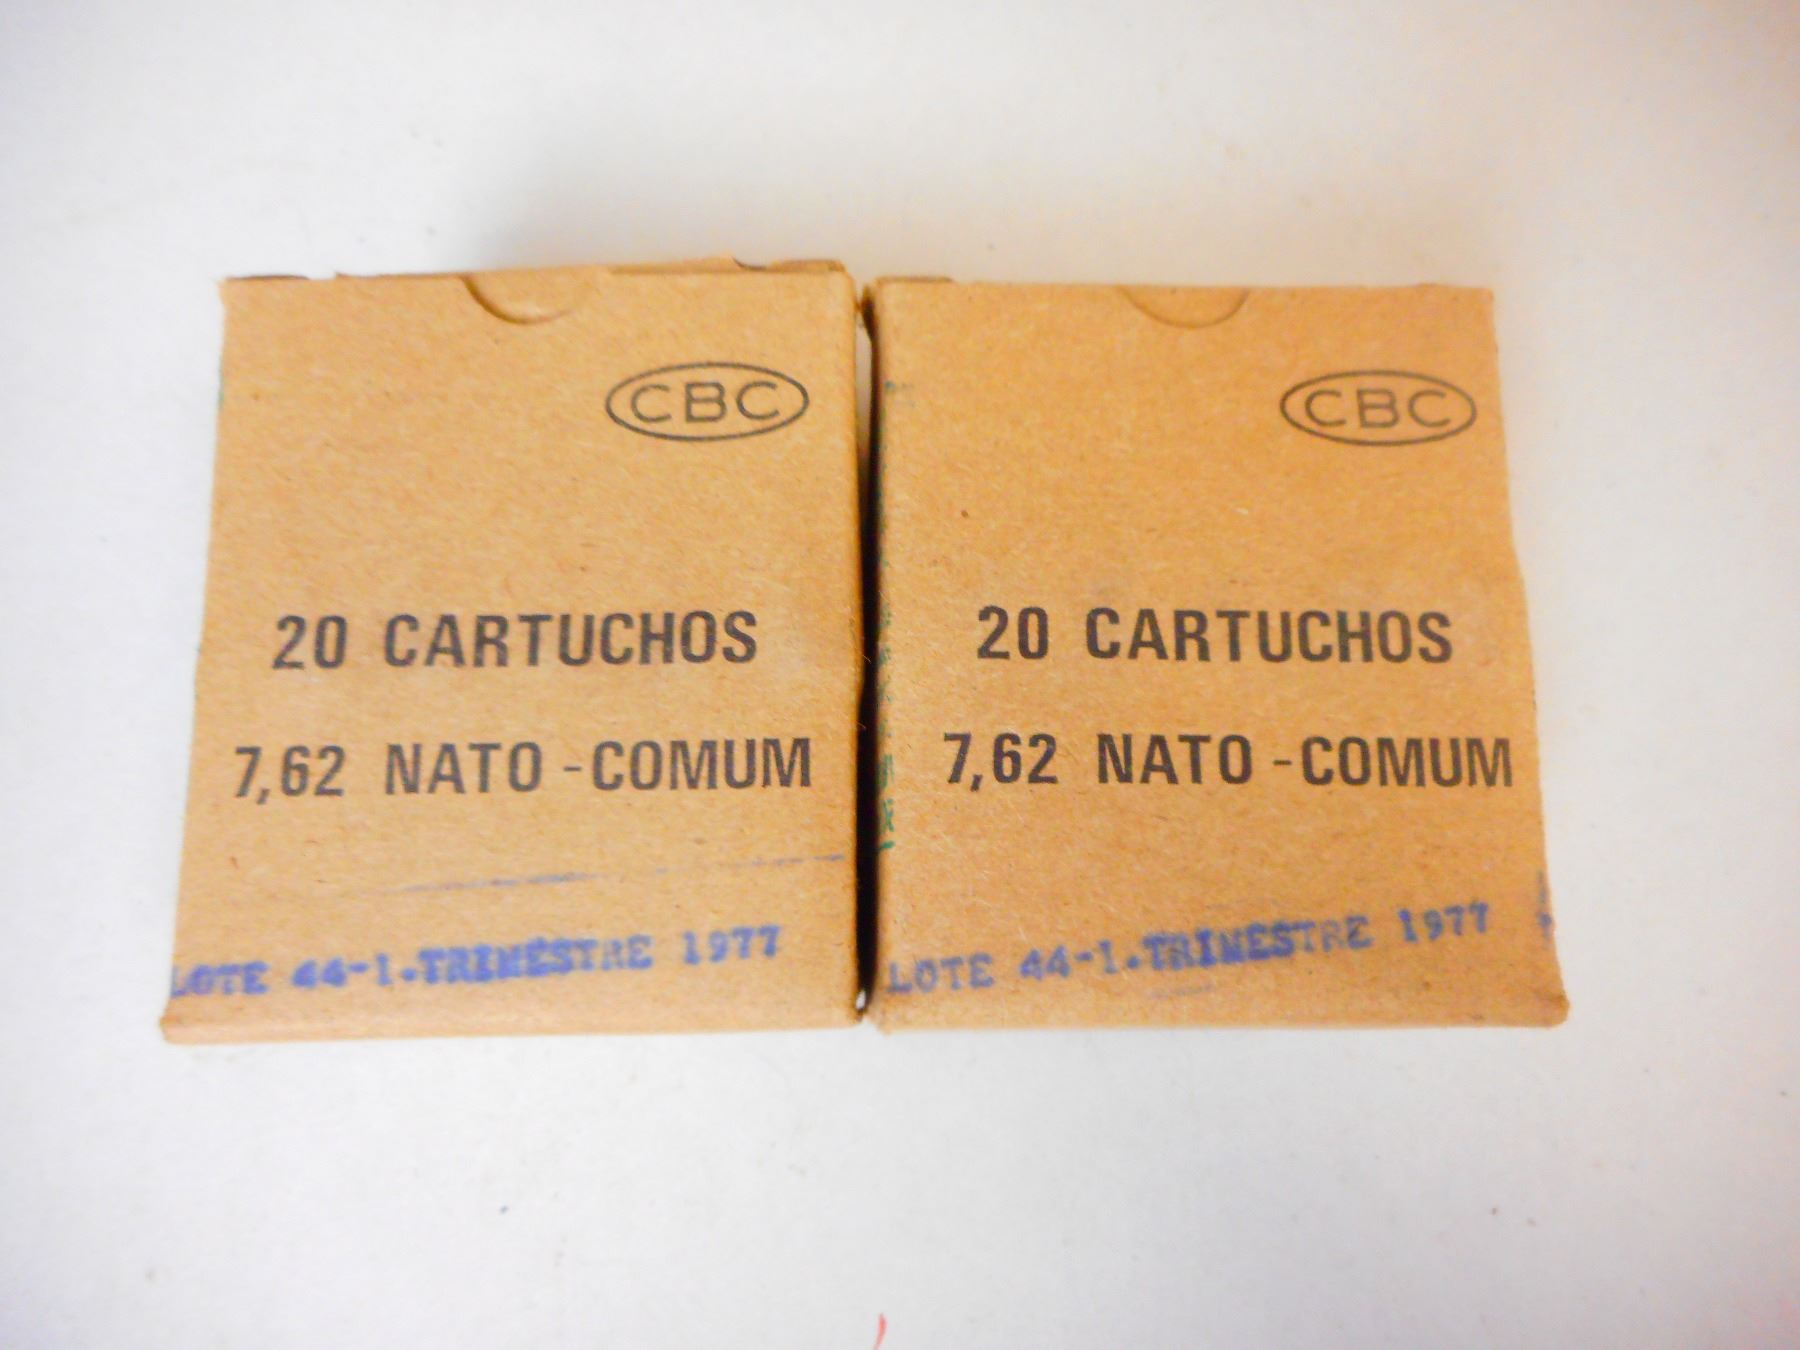 CBC
20 CARTUCHOS
7,62 NATO - COMUM
LOTE 44-1.TRIMESTRE 1977
CBC
20 CARTUCHOS
7,62 NATO - COMUM
LOTE 44-1.TRIMESTRE 1977